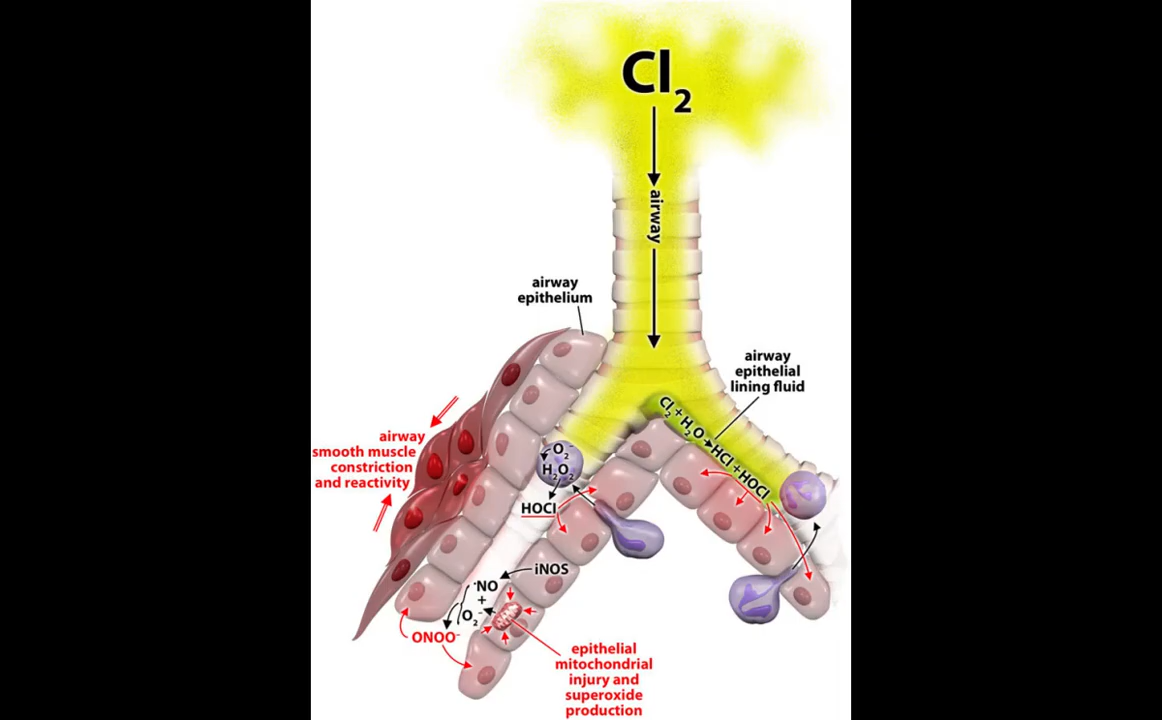 Cl₂
airway
airway
epithelium
airway
epithelial
lining fluid
Cl₂+H₂O→HCl+HOCl
airway
smooth muscle
constriction
and reactivity
O₂⁻
H₂O₂
HOCl
iNOS
·NO
+
O₂·⁻
ONOO⁻
epithelial
mitochondrial
injury and
superoxide
production